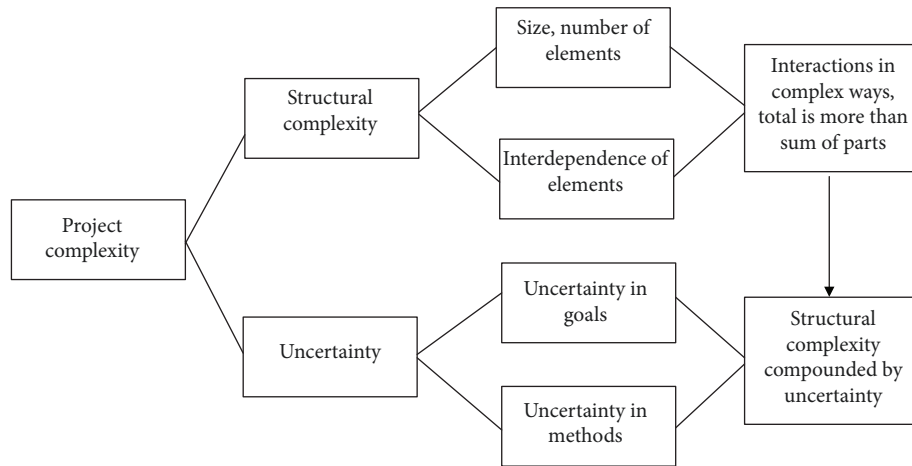 Project
complexity
Structural
complexity
Uncertainty
Size, number
of elements
Interdependence of
elements
Uncertainty in
goals
Uncertainty in
methods
Interactions in
complex ways,
total is more than
sum of parts
Structural
complexity
compounded by
uncertainty